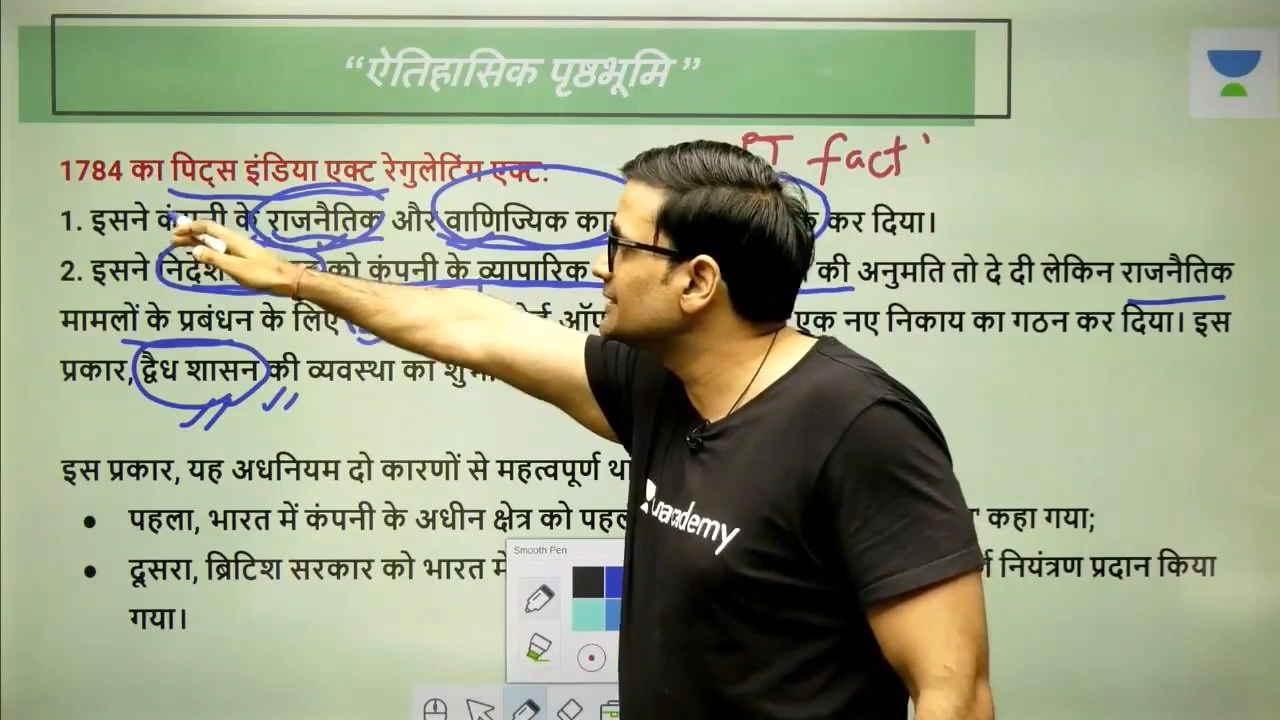 “ऐतिहासिक पृष्ठभूमि ”
fact
1784 का पिट्स इंडिया एक्ट रेगुलेटिंग एक्ट:
1. इसने कंपनी के राजनैतिक और वाणिज्यिक कर दिया।
2. इसने को कंपनी के व्यापारिक की अनुमति तो दे दी लेकिन राजनैतिक
मामलों के प्रबंधन के लिए एक नए निकाय का गठन कर दिया। इस
प्रकार, द्वैध शासन की व्यवस्था का
इस प्रकार, यह अधनियम दो कारणों से महत्वपूर्ण
पहला, भारत में कंपनी के अधीन क्षेत्र को कहा गया;
दूसरा, ब्रिटिश सरकार को भारत नियंत्रण प्रदान किया
गया।
unacademy
Smooth Pen